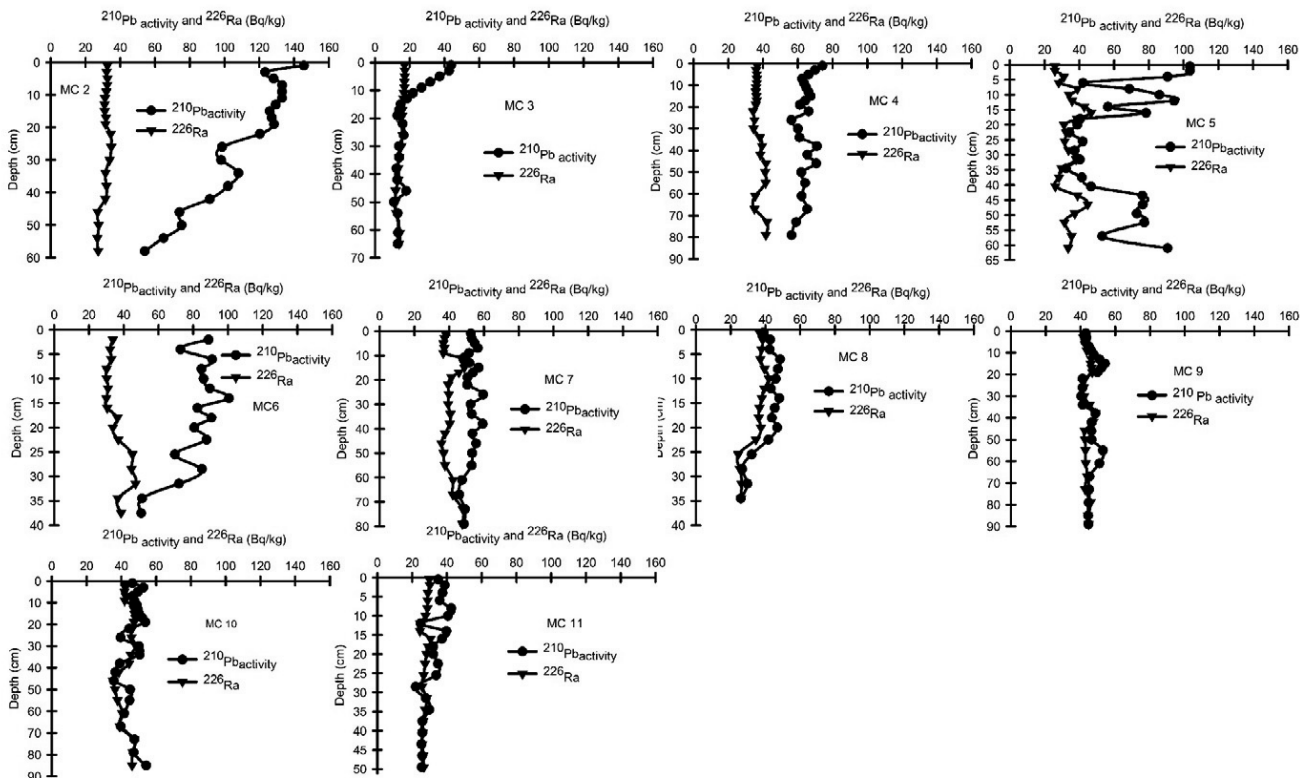 ²¹⁰Pb activity and ²²⁶Ra (Bq/kg)
0 20 40 60 80 100 120 140 160
Depth (cm)
0
10
20
30
40
50
60
MC 2
²¹⁰Pb activity
²²⁶Ra
²¹⁰Pb activity and ²²⁶Ra (Bq/kg)
0 20 40 60 80 100 120 140 160
Depth (cm)
0
10
20
30
40
50
60
70
MC 3
²¹⁰Pb activity
²²⁶Ra
²¹⁰Pb activity and ²²⁶Ra (Bq/kg)
0 20 40 60 80 100 120 140 160
Depth (cm)
0
10
20
30
40
50
60
70
80
90
MC 4
²¹⁰Pb activity
²²⁶Ra
²¹⁰Pb activity and ²²⁶Ra (Bq/kg)
0 20 40 60 80 100 120 140 160
Depth (cm)
0
5
10
15
20
25
30
35
40
45
50
55
60
65
MC 5
²¹⁰Pb activity
²²⁶Ra
²¹⁰Pb activity and ²²⁶Ra (Bq/kg)
0 20 40 60 80 100 120 140 160
Depth (cm)
0
5
10
15
20
25
30
35
40
²¹⁰Pb activity
²²⁶Ra
MC6
²¹⁰Pb activity and ²²⁶Ra (Bq/kg)
0 20 40 60 80 100 120 140 160
Depth (cm)
0
10
20
30
40
50
60
70
80
MC 7
²¹⁰Pb activity
²²⁶Ra
²¹⁰Pb activity and ²²⁶Ra (Bq/kg)
0 20 40 60 80 100 120 140 160
Depth (cm)
0
5
10
15
20
25
30
35
40
MC 8
²¹⁰Pb activity
²²⁶Ra
²¹⁰Pb activity and ²²⁶Ra (Bq/kg)
0 20 40 60 80 100 120 140 160
Depth (cm)
0
10
20
30
40
50
60
70
80
90
MC 9
²¹⁰Pb activity
²²⁶Ra
²¹⁰Pb activity and ²²⁶Ra (Bq/kg)
0 20 40 60 80 100 120 140 160
Depth (cm)
0
10
20
30
40
50
60
70
80
90
MC 10
²¹⁰Pb activity
²²⁶Ra
²¹⁰Pb activity and ²²⁶Ra (Bq/kg)
0 20 40 60 80 100 120 140 160
Depth (cm)
0
5
10
15
20
25
30
35
40
45
50
MC 11
²¹⁰Pb activity
²²⁶Ra